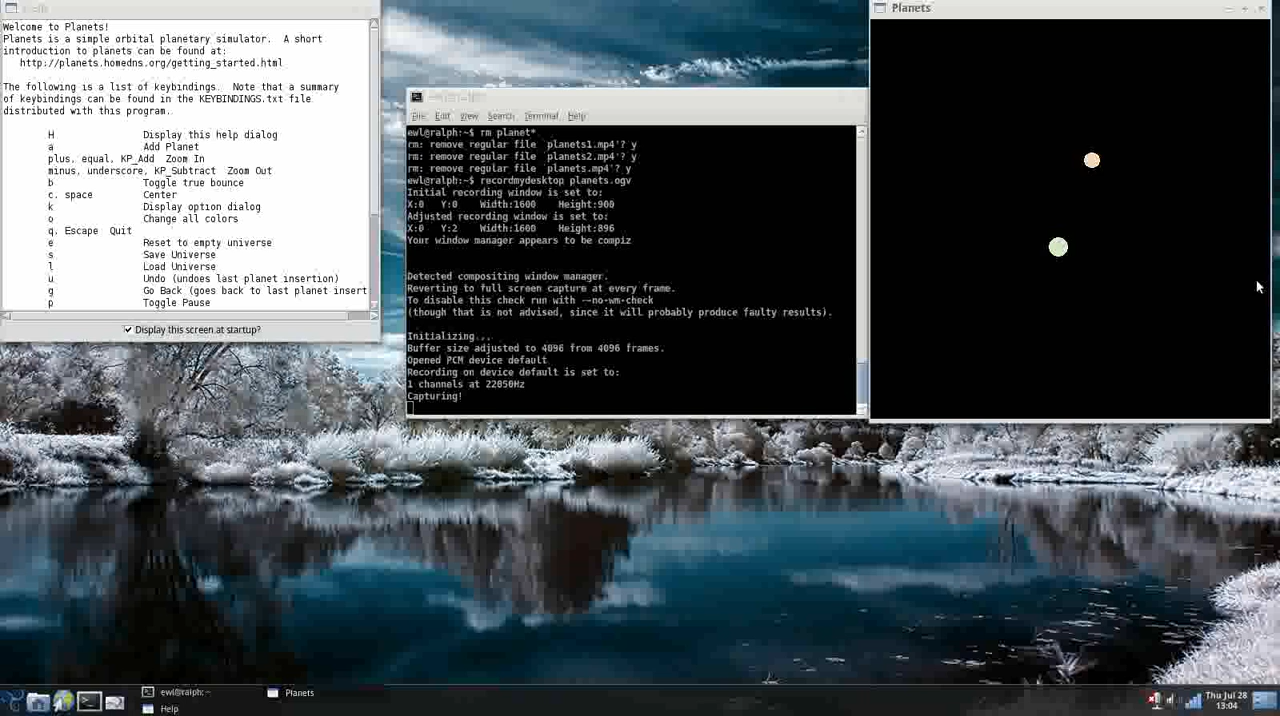 Welcome to Planets!
Planets is a simple orbital planetary simulator.  A short
introduction to planets can be found at:
http://planets.homedns.org/getting_started.html
The following is a list of keybindings.  Note that a summary
of keybindings can be found in the KEYBINDINGS.txt file
distributed with this program.
H Display this help dialog
a Add Planet
plus, equal, KP_Add  Zoom In
minus, underscore, KP_Subtract  Zoom Out
b Toggle true bounce
c. space Center
k Display option dialog
o Change all colors
q. Escape  Quit
e Reset to empty universe
s Save Universe
l Load Universe
u Undo (undoes last planet insertion)
g Go Back (goes back to last planet insert
p Toggle Pause
Display this screen at startup?
File Edit View Search Terminal Help
ewl@ralph:~$ rm planet*
rm: remove regular file `planets1.mp4'? y
rm: remove regular file `planets2.mp4'? y
rm: remove regular file `planets.mp4'? y
ewl@ralph:~$ recordmydesktop planets.ogv
Initial recording window is set to:
X:0   Y:0    Width:1600    Height:900
Adjusted recording window is set to:
X:0   Y:2    Width:1600    Height:896
Your window manager appears to be compiz
Detected compositing window manager.
Reverting to full screen capture at every frame.
To disable this check run with --no-wm-check
(though that is not advised, since it will probably produce faulty results).
Initializing...
Buffer size adjusted to 4096 from 4096 frames.
Opened PCM device default
Recording on device default is set to:
1 channels at 22050Hz
Capturing!
Planets
ewl@ralph: ~
Planets
Help
Thu Jul 28
13:04